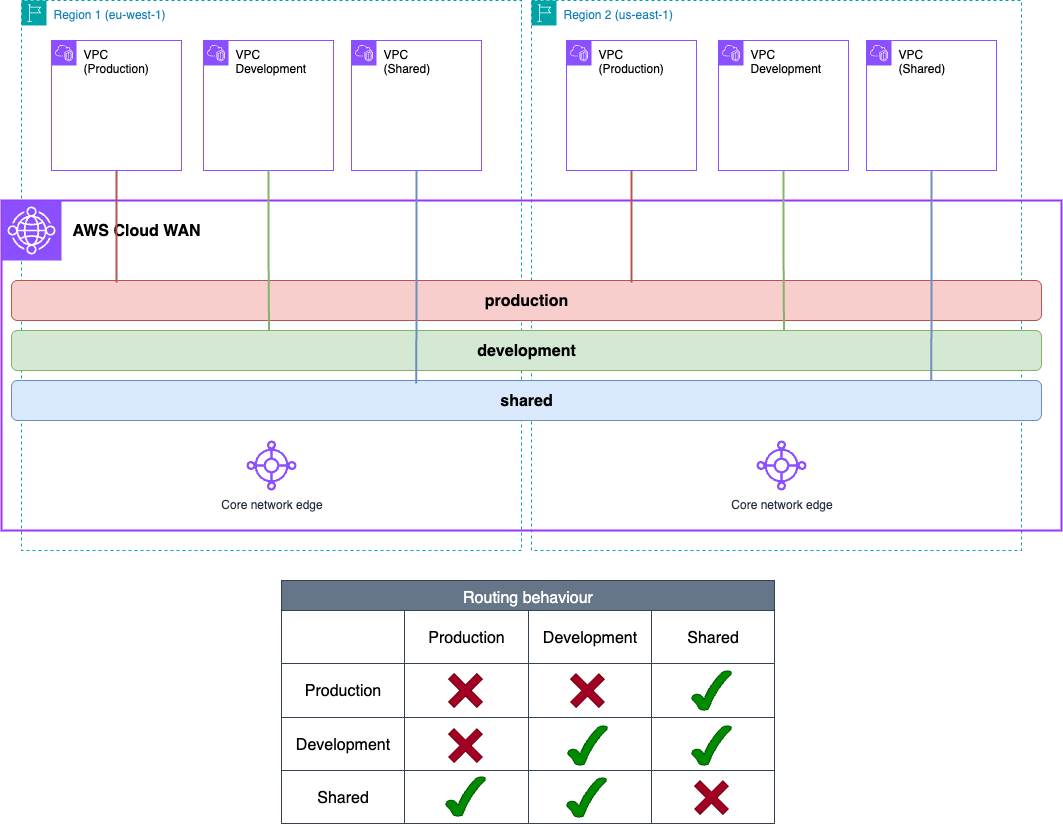 Region 1 (eu-west-1)
Region 2 (us-east-1)
VPC
(Production)
VPC
Development
VPC
(Shared)
VPC
(Production)
VPC
Development
VPC
(Shared)
AWS Cloud WAN
production
development
shared
Core network edge
Core network edge
Routing behaviour
Production Development Shared
Production
Development
Shared